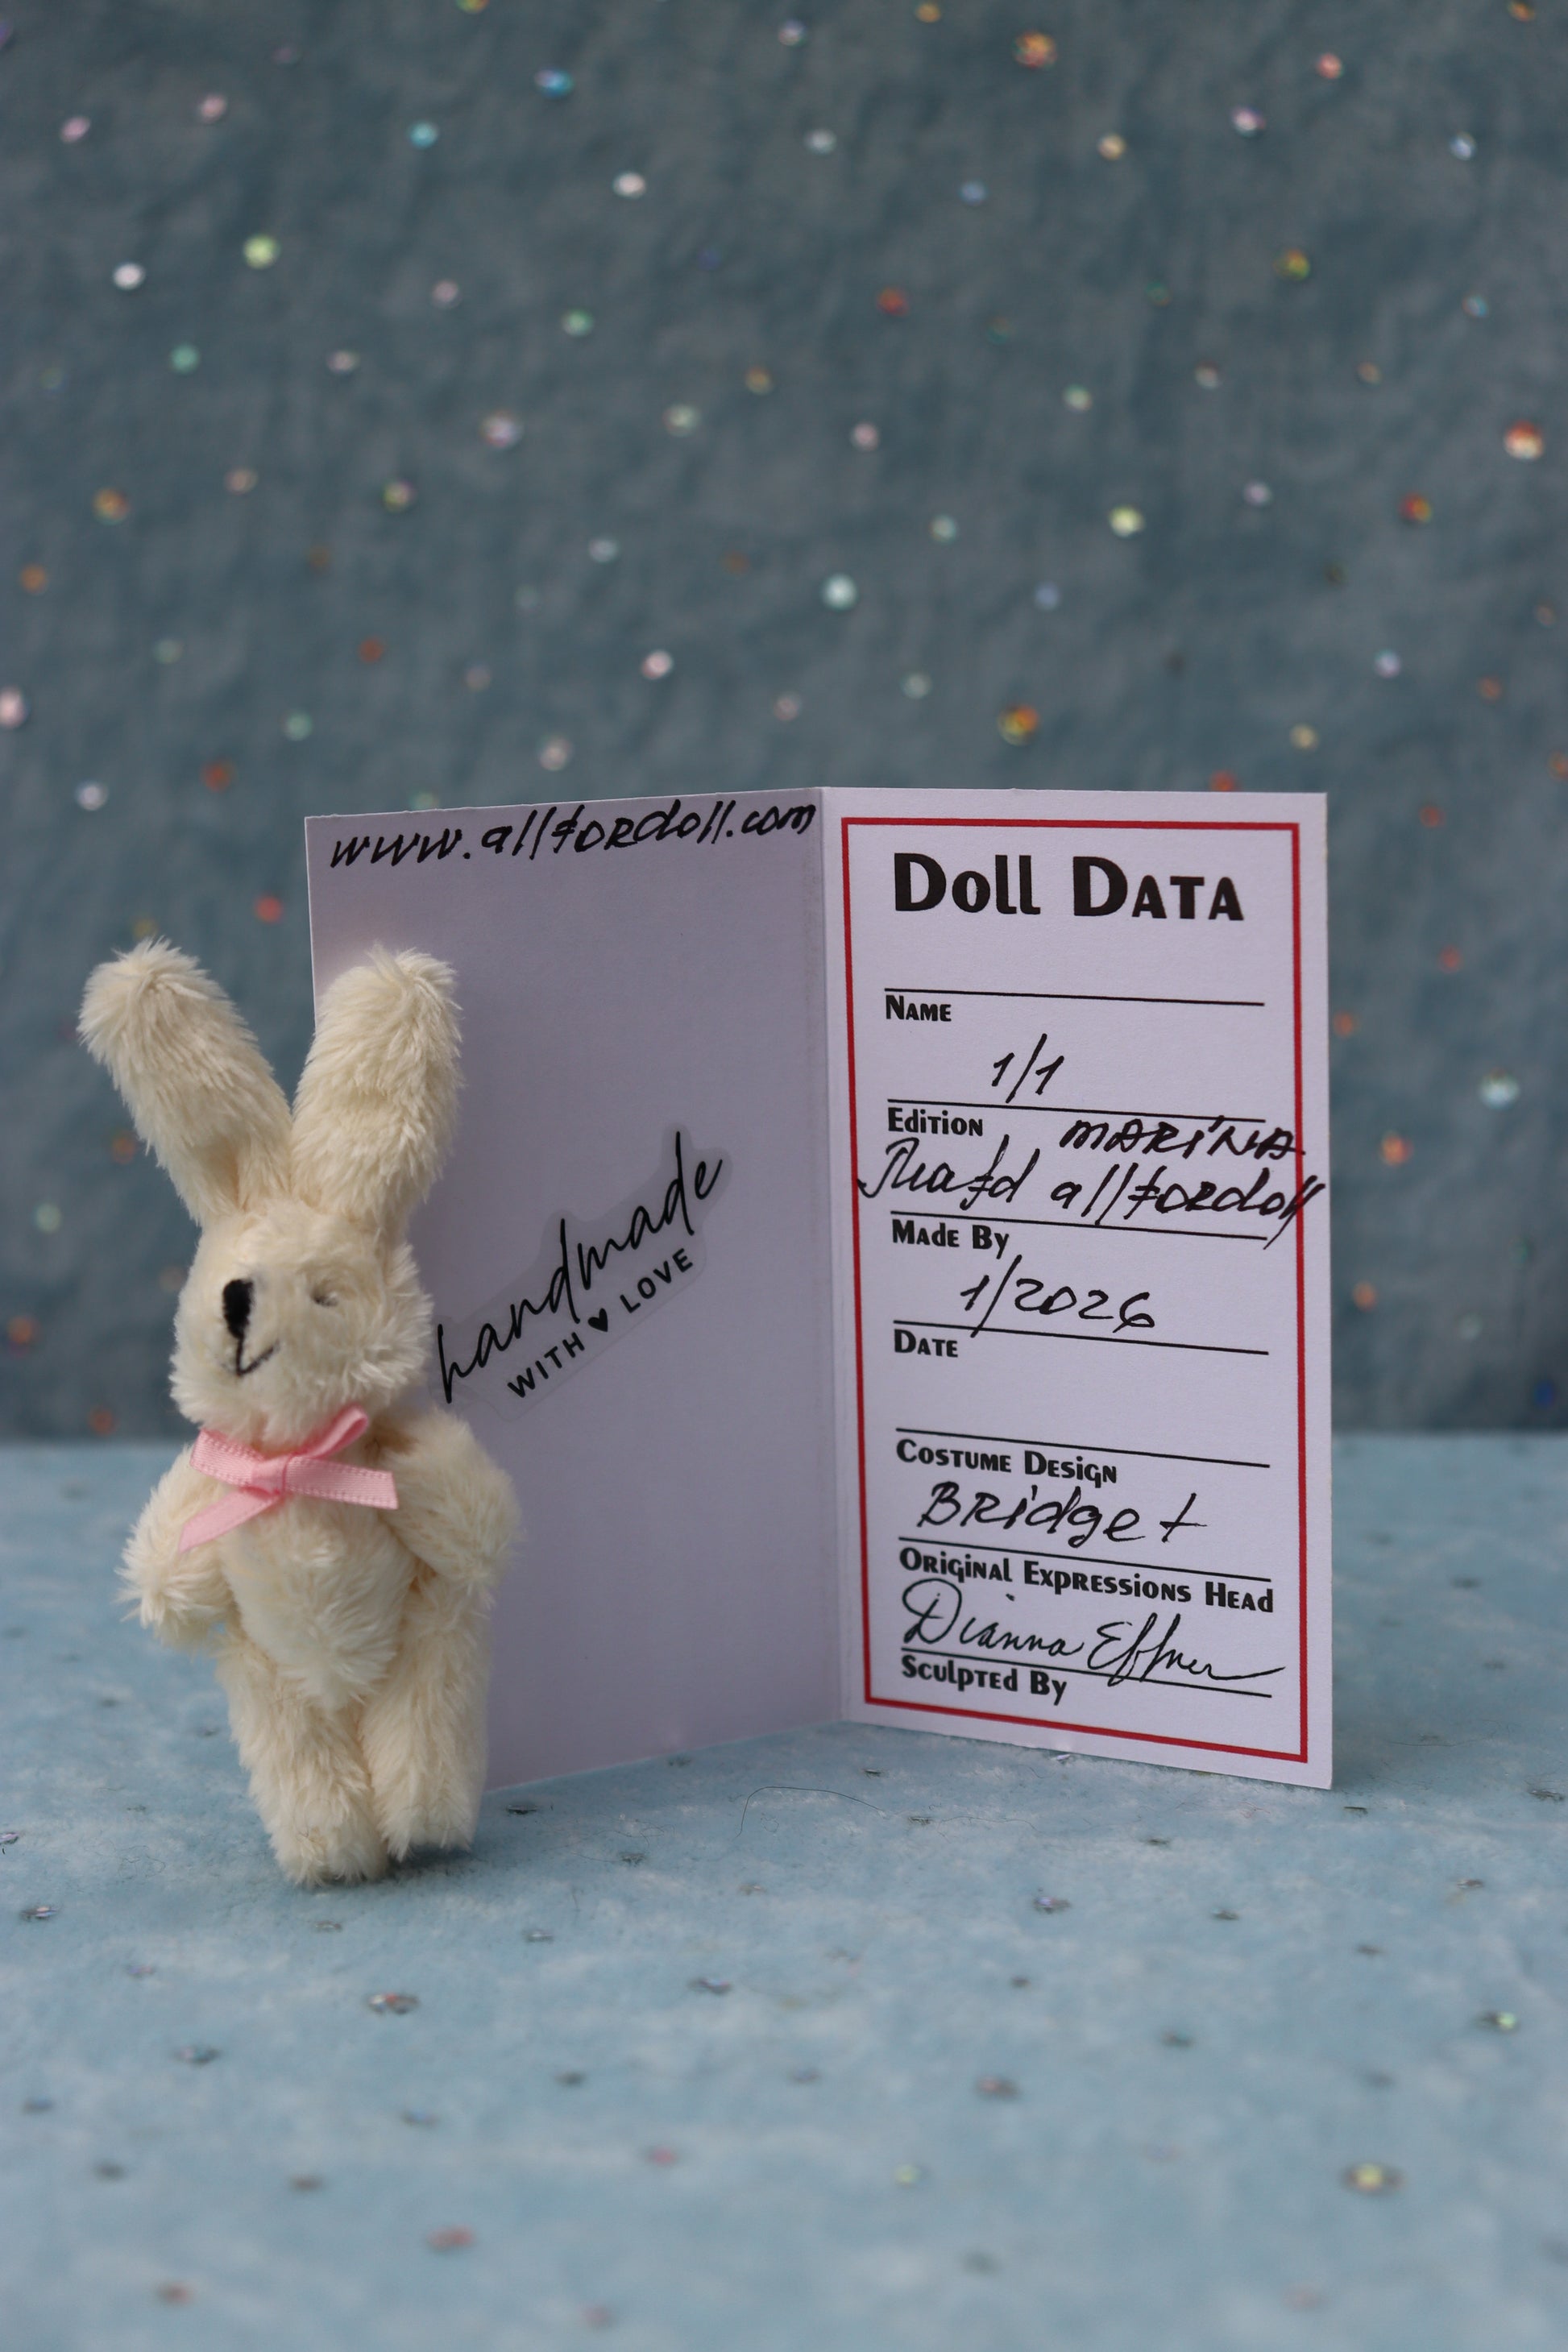 www.allfordoll.com
handmade
WITH ♥ LOVE
Doll Data
Name
1/1
Edition
MARINA
allfordoll
Made By
1/2026
Date
Costume Design
Bridget
Original Expressions Head
Dianna Effner
Sculpted By